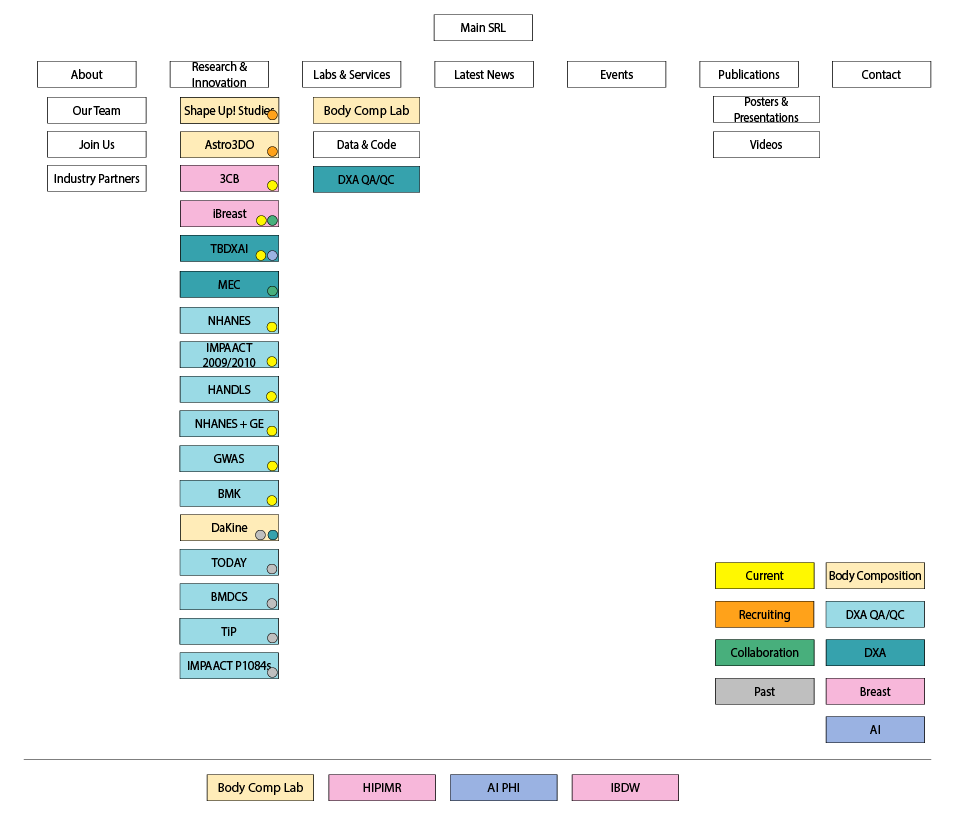 Main SRL
About
Research &
Innovation
Labs & Services
Latest News
Events
Publications
Contact
Our Team
Join Us
Industry Partners
Shape Up! Studies
Astro3DO
3CB
iBreast
TBDXAI
MEC
NHANES
IMPAACT
2009/2010
HANDLS
NHANES + GE
GWAS
BMK
DaKine
TODAY
BMDCS
TIP
IMPAACT P1084s
Body Comp Lab
Data & Code
DXA QA/QC
Posters &
Presentations
Videos
Current
Recruiting
Collaboration
Past
Body Composition
DXA QA/QC
DXA
Breast
AI
Body Comp Lab
HIPIMR
AI PHI
IBDW